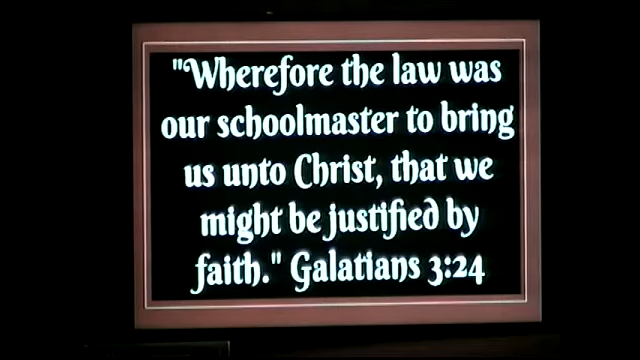 "Wherefore the law was
our schoolmaster to bring
us unto Christ, that we
might be justified by
faith." Galatians 3:24